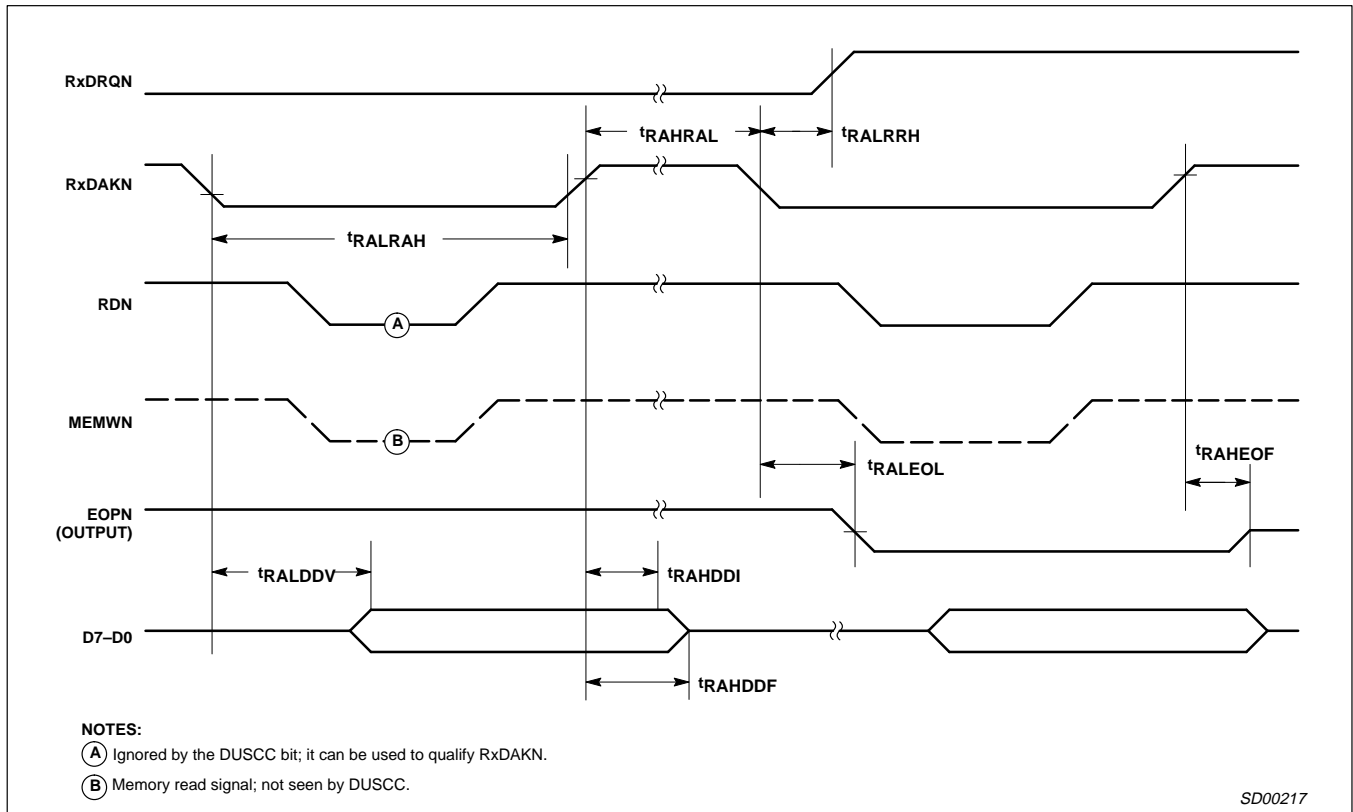 RxDRQN
tRAHRAL
tRALRRH
RxDAKN
tRALRAH
RDN
A
MEMWN
B
tRALEOL
tRAHEOF
EOPN
(OUTPUT)
tRALDDV
tRAHDDI
D7–D0
tRAHDDF
NOTES:
A Ignored by the DUSCC bit; it can be used to qualify RxDAKN.
B Memory read signal; not seen by DUSCC.
SD00217